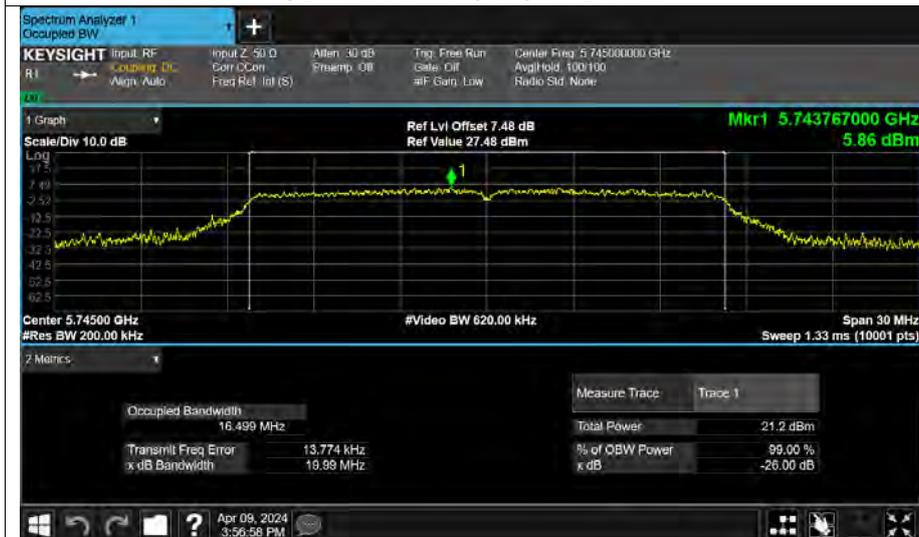 Spectrum Analyzer 1
Occupied BW
+
KEYSIGHT Input: RF Input Z: 50 Ω Atten: 30 dB Trig: Free Run Center Freq: 5.745000000 GHz
Coupling: DC Corr CCorr Preamp: Off Gate: Off Avg|Hold: 100/100
Align: Auto Freq Ref: Int (S) #IF Gain: Low Radio Std: None
1 Graph
Scale/Div 10.0 dB
Ref Lvl Offset 7.48 dB
Ref Value 27.48 dBm
Mkr1 5.743767000 GHz
5.86 dBm
Log
17.5
7.48
-2.52
-12.5
-22.5
-32.5
-42.5
-52.5
-62.5
1
Center 5.74500 GHz #Video BW 620.00 kHz Span 30 MHz
#Res BW 200.00 kHz Sweep 1.33 ms (10001 pts)
2 Metrics
Measure Trace Trace 1
Occupied Bandwidth
16.499 MHz
Total Power 21.2 dBm
Transmit Freq Error 13.774 kHz % of OBW Power 99.00 %
x dB Bandwidth 19.99 MHz x dB -26.00 dB
?
Apr 09, 2024
3:56:58 PM